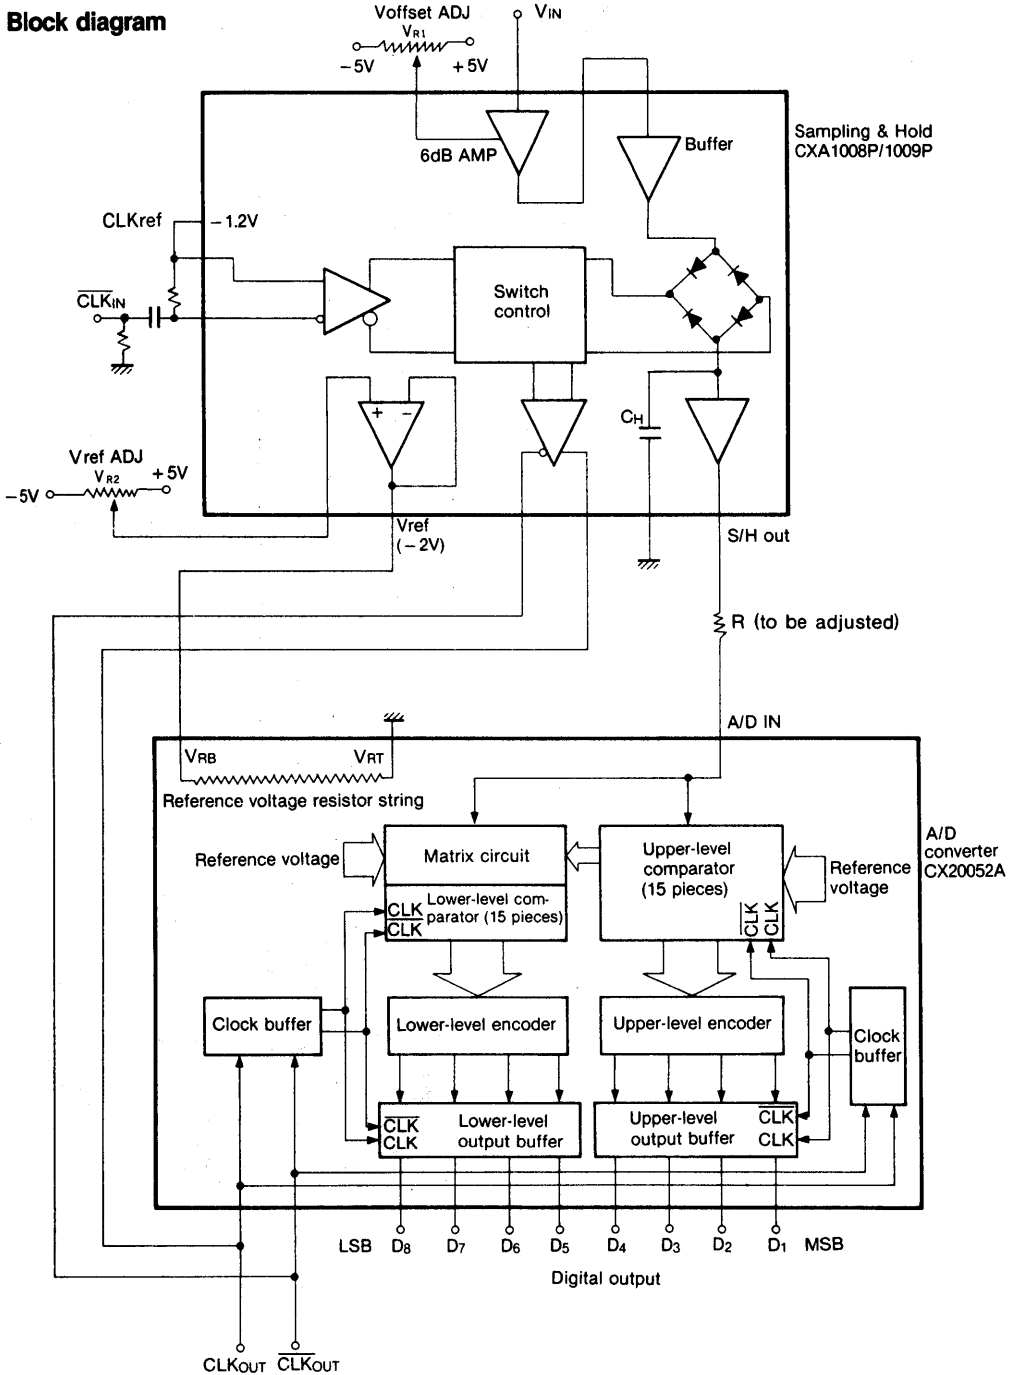 Block diagram
Voffset ADJ
VR1
−5V
+5V
VIN
Sampling & Hold
CXA1008P/1009P
6dB AMP
Buffer
CLKref
−1.2V
CLKIN
Switch
control
+ −
CH
Vref ADJ
VR2
−5V
+5V
Vref
(−2V)
S/H out
R (to be adjusted)
A/D IN
VRB
VRT
Reference voltage resistor string
A/D
converter
CX20052A
Reference voltage
Matrix circuit
Upper-level
comparator
(15 pieces)
Reference
voltage
CLK
CLK
Lower-level com-
parator (15 pieces)
CLK
CLK
Clock buffer
Lower-level encoder
Upper-level encoder
Clock
buffer
CLK
CLK
Lower-level
output buffer
Upper-level
output buffer
CLK
CLK
LSB D8 D7 D6 D5 D4 D3 D2 D1 MSB
Digital output
CLKOUT CLKOUT